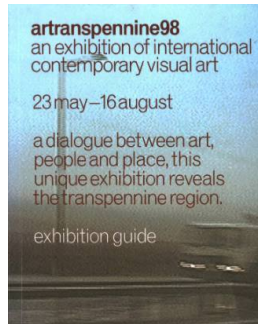 artranspennine98
an exhibition of international
contemporary visual art
23 may–16 august
a dialogue between art,
people and place, this
unique exhibition reveals
the transpennine region.
exhibition guide